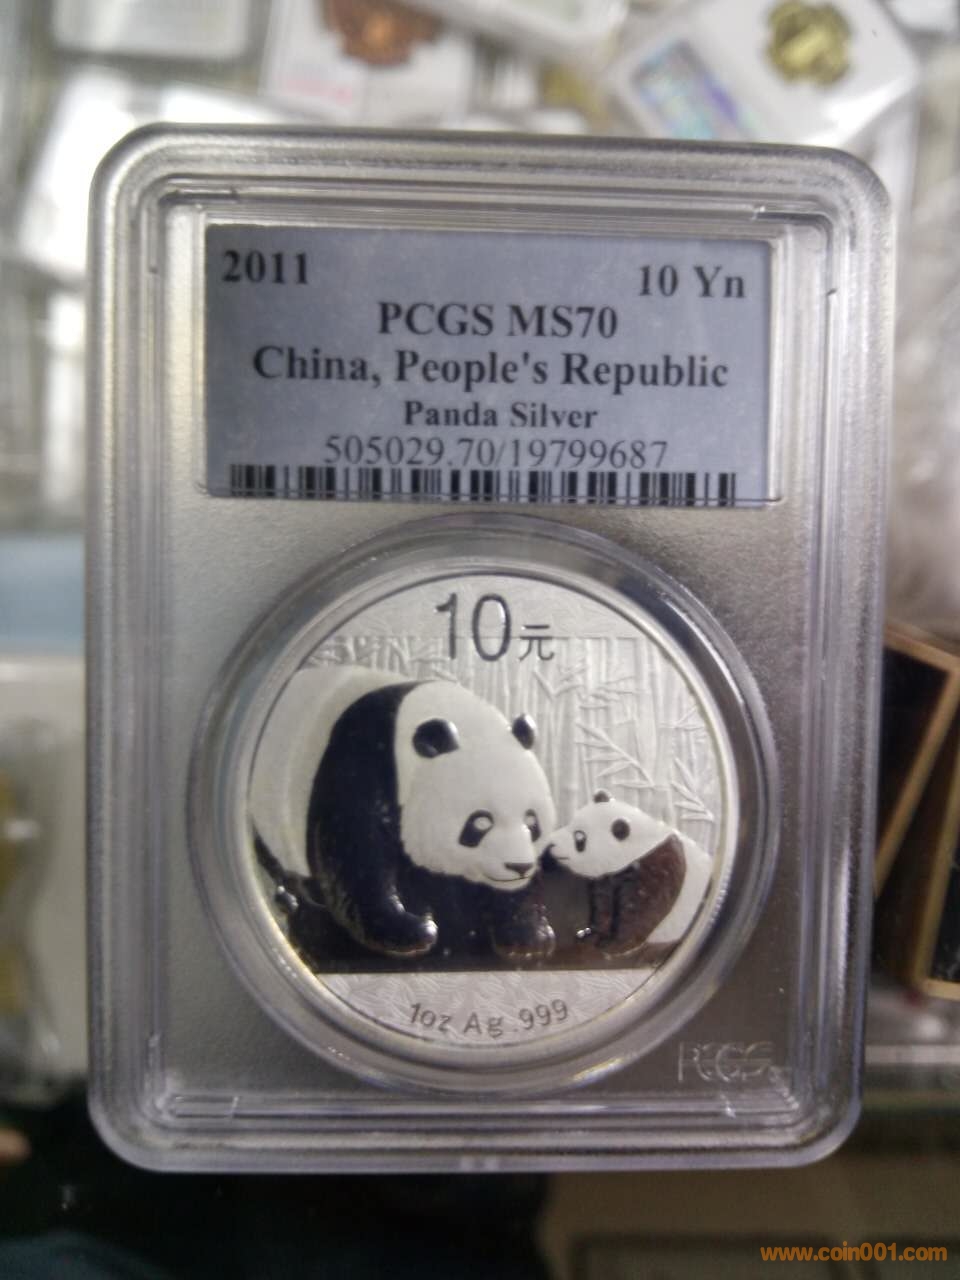 2011 10 Yn
PCGS MS70
China, People's Republic
Panda Silver
505029.70/19799687
10元
1oz Ag .999
PCGS
www.coin001.com